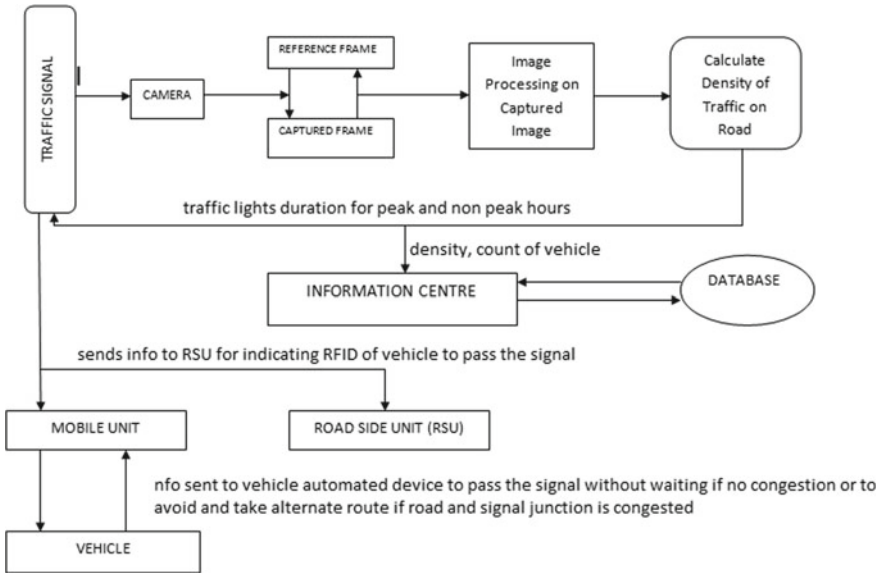 TRAFFIC SIGNAL
CAMERA
REFERENCE FRAME
CAPTURED FRAME
Image
Processing on
Captured
Image
Calculate
Density of
Traffic on
Road
traffic lights duration for peak and non peak hours
density, count of vehicle
INFORMATION CENTRE
DATABASE
sends info to RSU for indicating RFID of vehicle to pass the signal
MOBILE UNIT
ROAD SIDE UNIT (RSU)
nfo sent to vehicle automated device to pass the signal without waiting if no congestion or to
avoid and take alternate route if road and signal junction is congested
VEHICLE